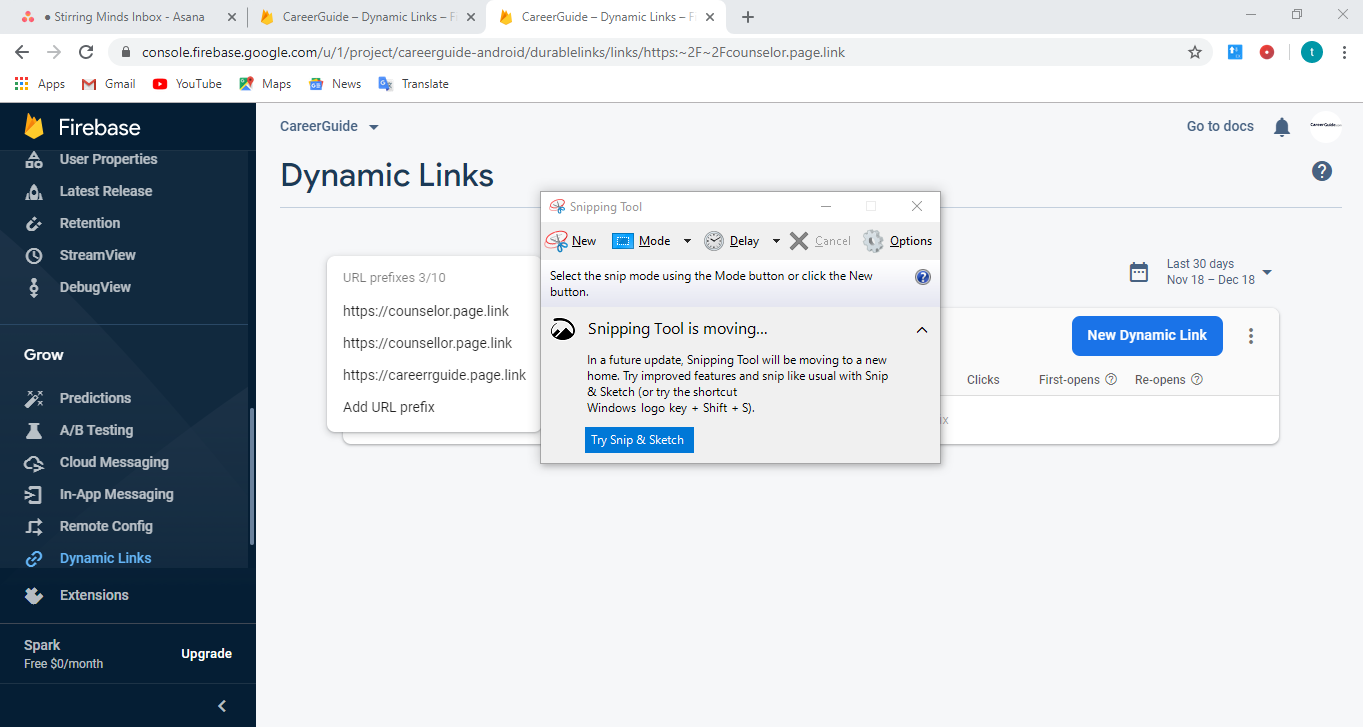 ● Stirring Minds Inbox - Asana
CareerGuide – Dynamic Links – Fi
CareerGuide – Dynamic Links – Fi
console.firebase.google.com/u/1/project/careerguide-android/durablelinks/links/https:~2F~2Fcounselor.page.link
t
Apps
Gmail
YouTube
Maps
News
Translate
Firebase
User Properties
Latest Release
Retention
StreamView
DebugView
Grow
Predictions
A/B Testing
Cloud Messaging
In-App Messaging
Remote Config
Dynamic Links
Extensions
Spark
Free $0/month
Upgrade
CareerGuide
Go to docs
CareerGuide
Dynamic Links
URL prefixes 3/10
https://counselor.page.link
https://counsellor.page.link
https://careerrguide.page.link
Add URL prefix
Snipping Tool
New
Mode
Delay
Cancel
Options
Select the snip mode using the Mode button or click the New
button.
Snipping Tool is moving...
In a future update, Snipping Tool will be moving to a new
home. Try improved features and snip like usual with Snip
& Sketch (or try the shortcut
Windows logo key + Shift + S).
Try Snip & Sketch
Last 30 days
Nov 18 – Dec 18
New Dynamic Link
Clicks
First-opens
Re-opens